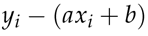 yᵢ − (axᵢ + b)